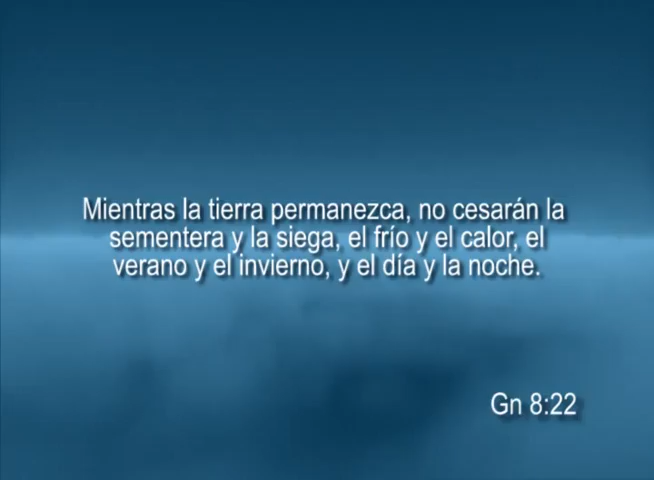 Mientras la tierra permanezca, no cesarán la
sementera y la siega, el frío y el calor, el
verano y el invierno, y el día y la noche.
Gn 8:22